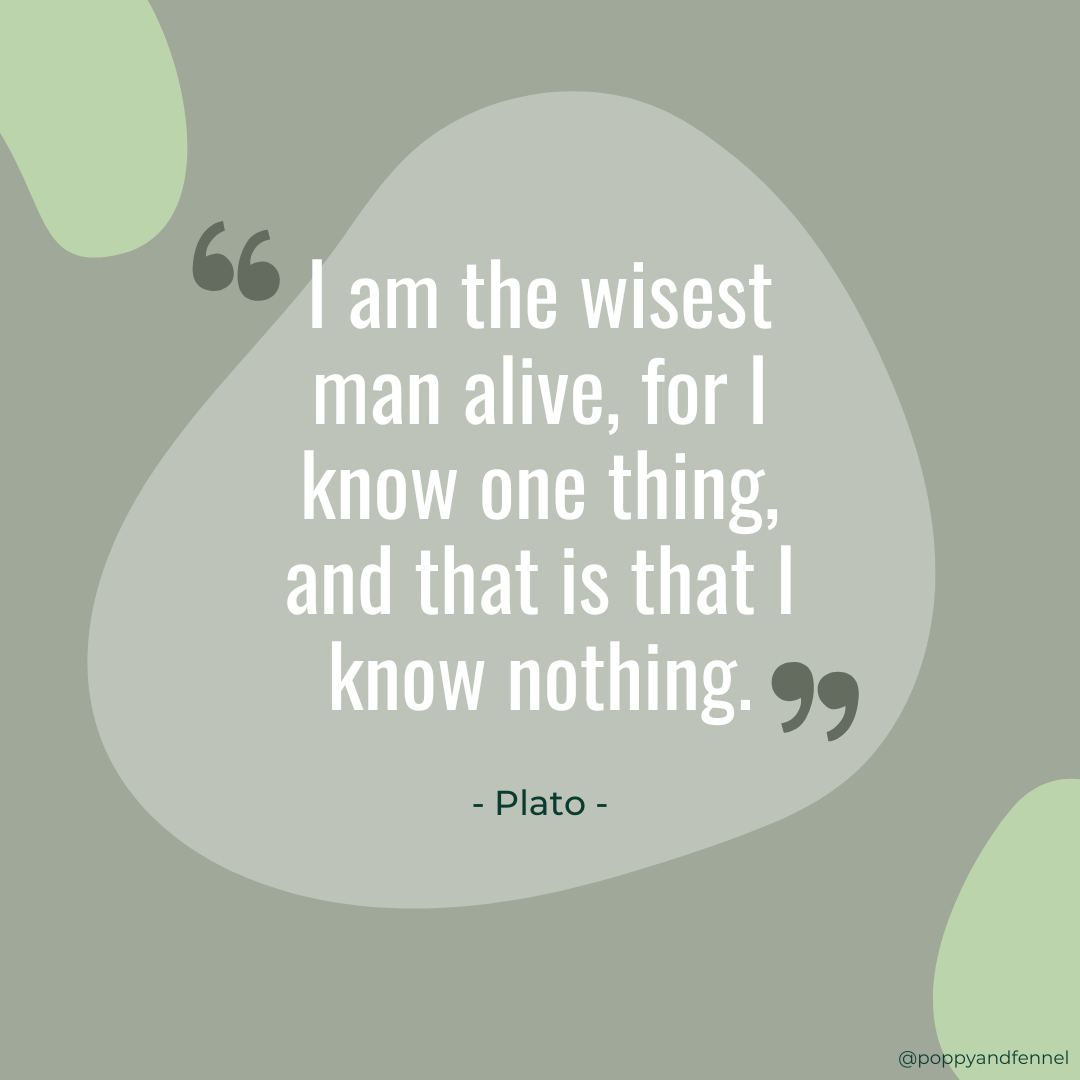 “ I am the wisest
man alive, for I
know one thing,
and that is that I
know nothing. ”
- Plato -
@poppyandfennel